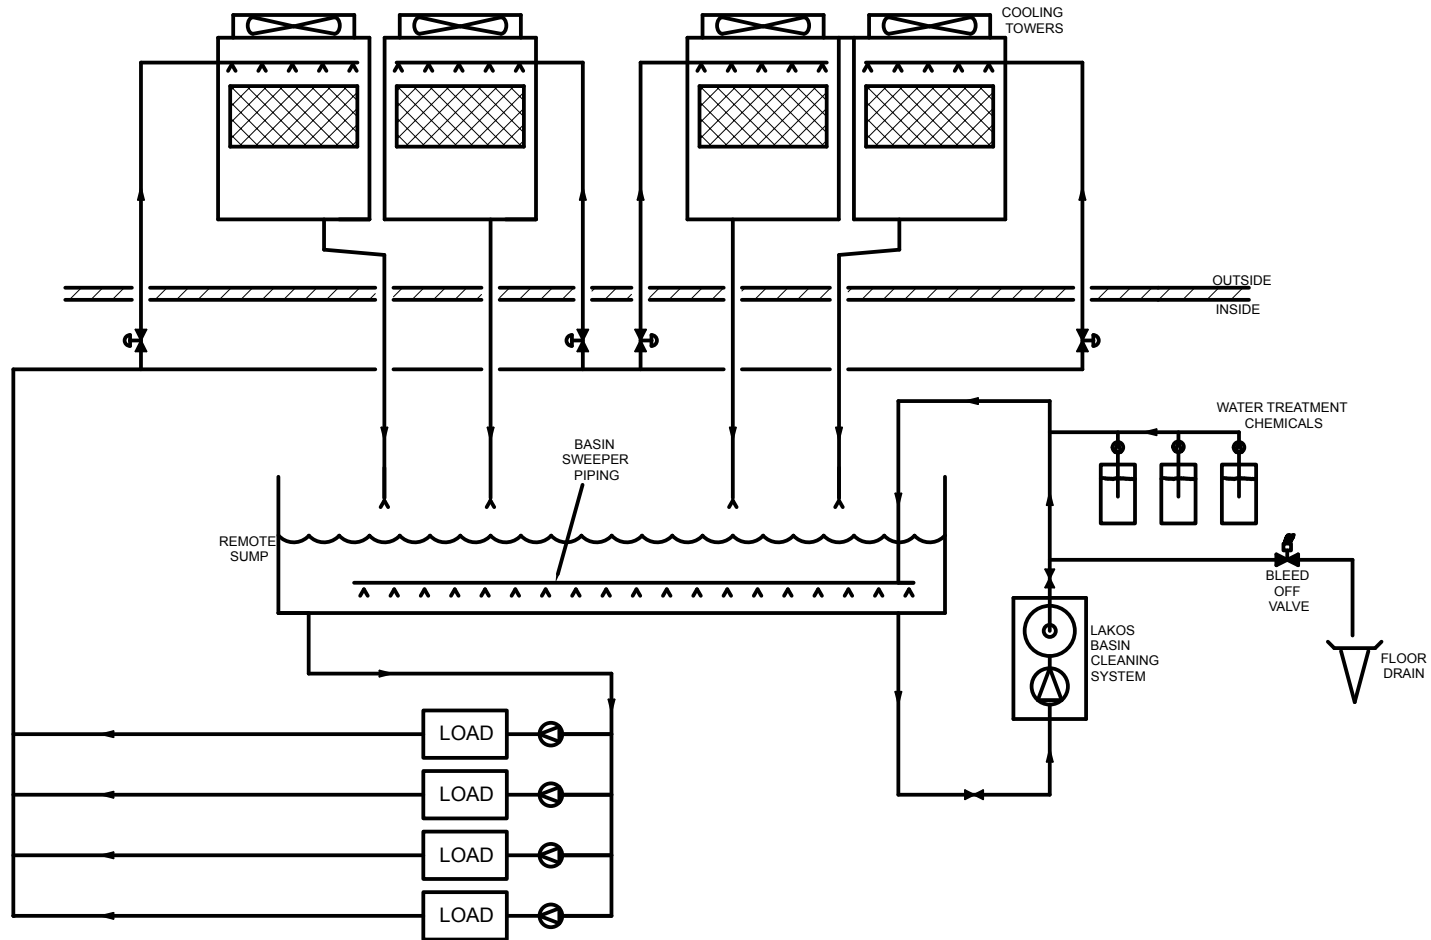 COOLING
TOWERS
OUTSIDE
INSIDE
WATER TREATMENT
CHEMICALS
BASIN
SWEEPER
PIPING
REMOTE
SUMP
BLEED
OFF
VALVE
LAKOS
BASIN
CLEANING
SYSTEM
FLOOR
DRAIN
LOAD
LOAD
LOAD
LOAD